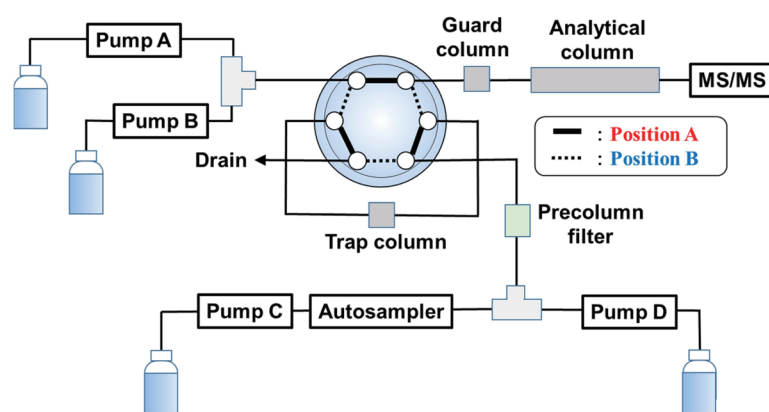 Pump A
Pump B
Guard
column
Analytical
column
MS/MS
: Position A
: Position B
Drain
Trap column
Precolumn
filter
Pump C
Autosampler
Pump D